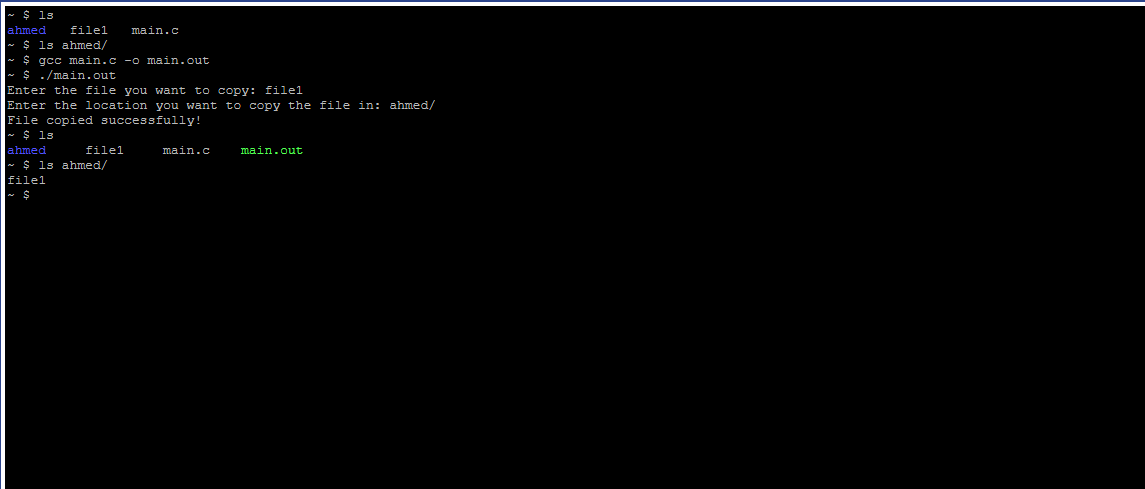 ~ $ ls
ahmed   file1   main.c
~ $ ls ahmed/
~ $ gcc main.c -o main.out
~ $ ./main.out
Enter the file you want to copy: file1
Enter the location you want to copy the file in: ahmed/
File copied successfully!
~ $ ls
ahmed     file1     main.c    main.out
~ $ ls ahmed/
file1
~ $